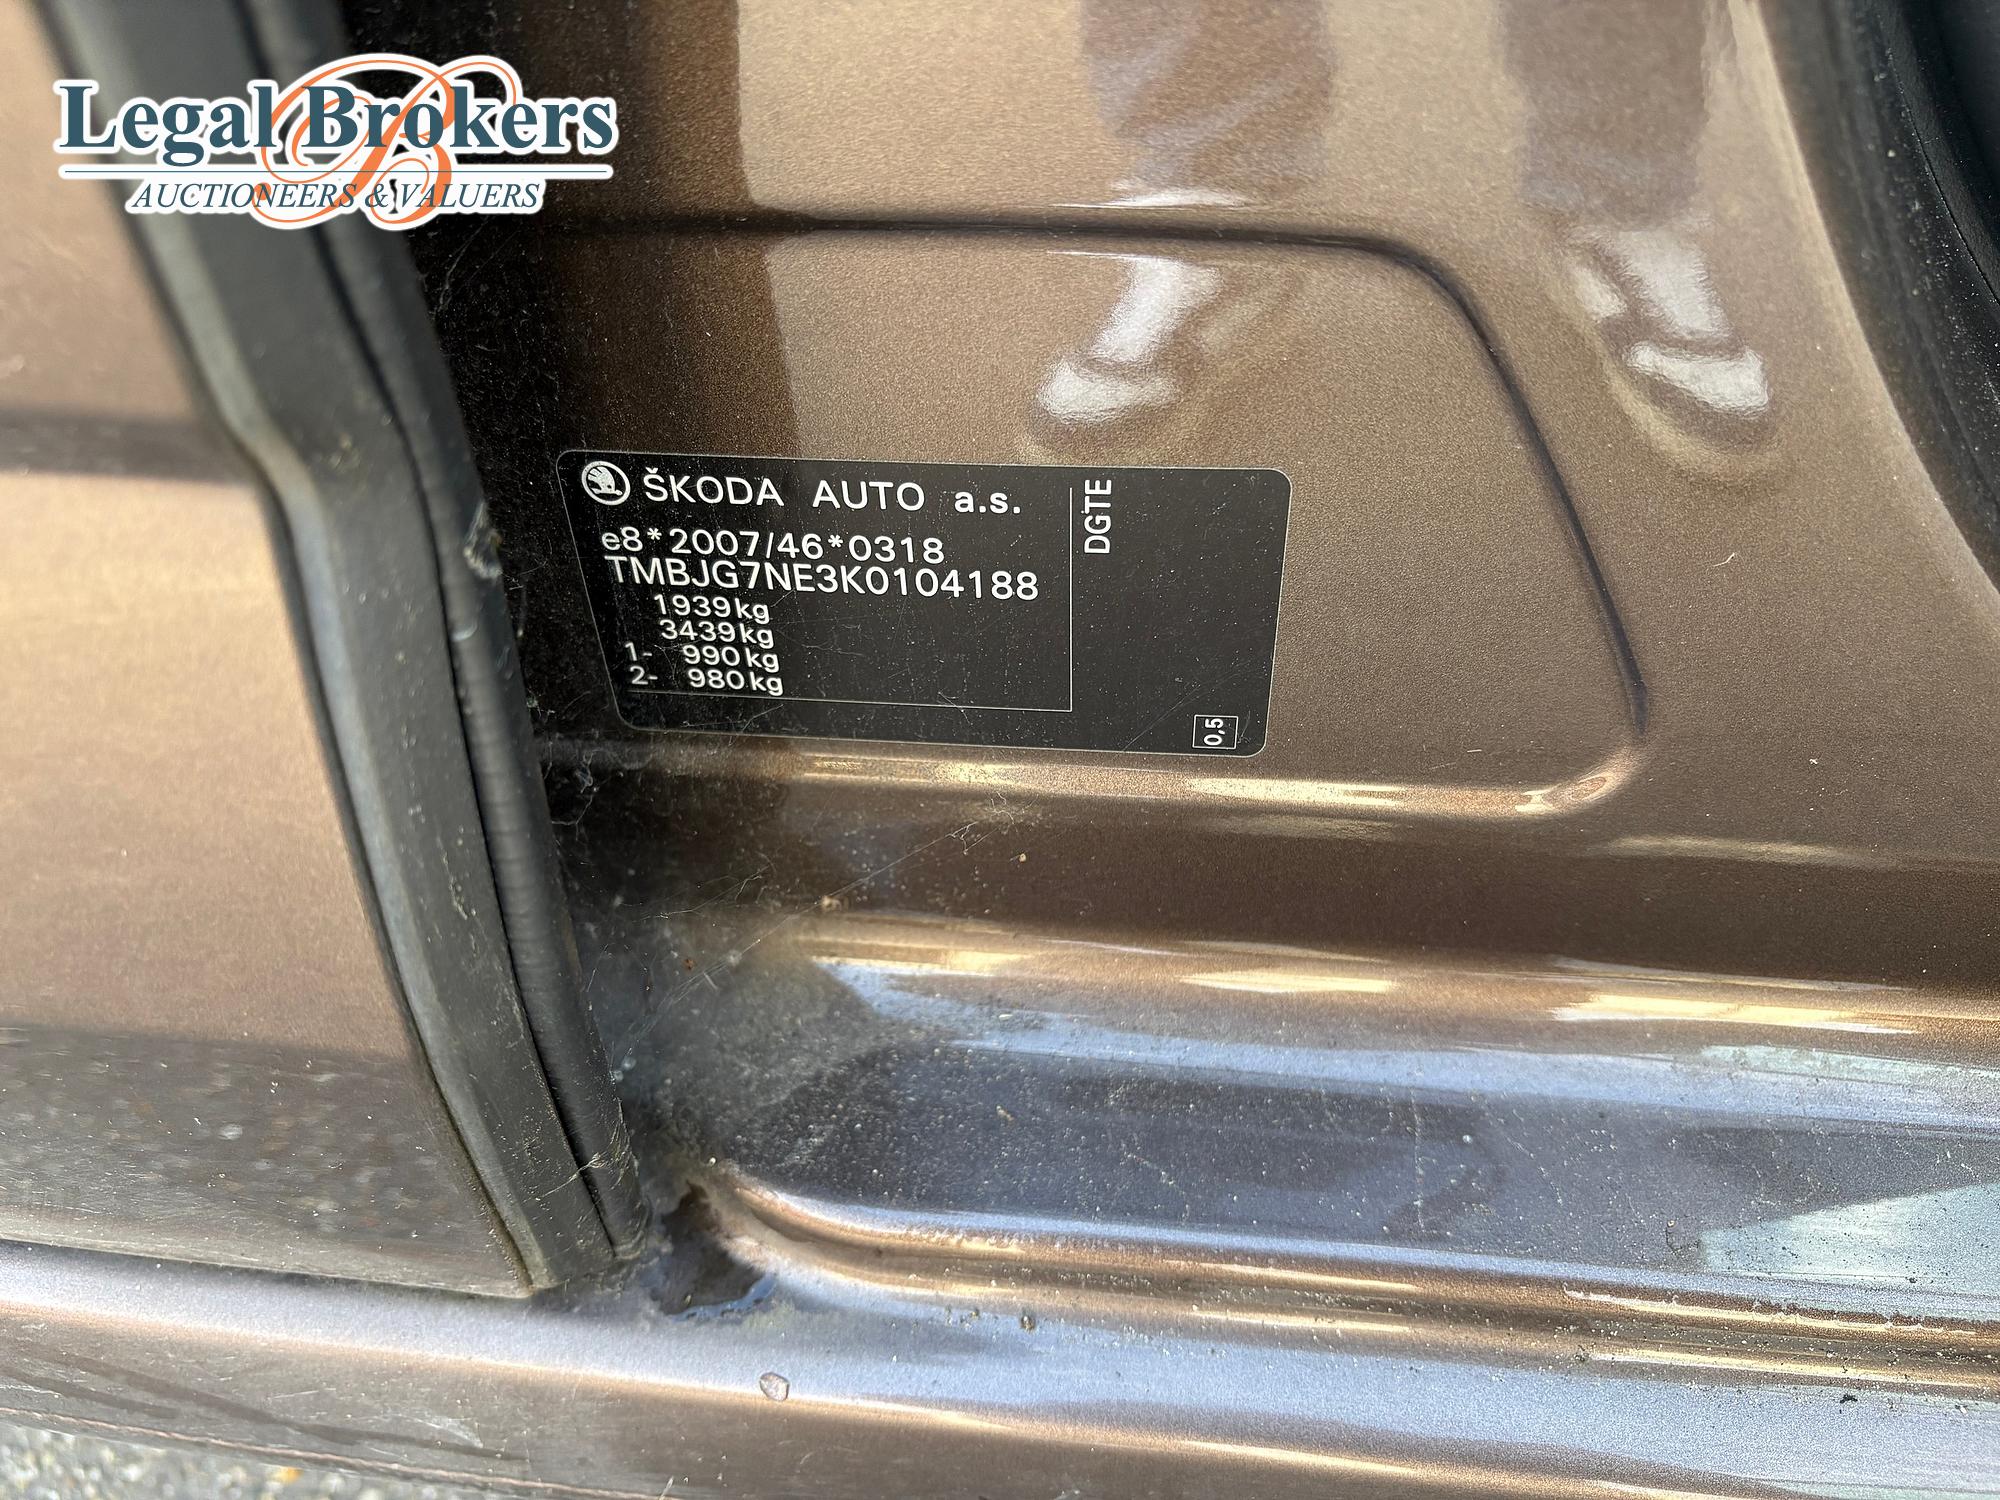 Legal Brokers
AUCTIONEERS & VALUERS
ŠKODA AUTO a.s.
e8*2007/46*0318
TMBJG7NE3K0104188
1939kg
3439kg
1- 990kg
2- 980kg
DGTE
0,5